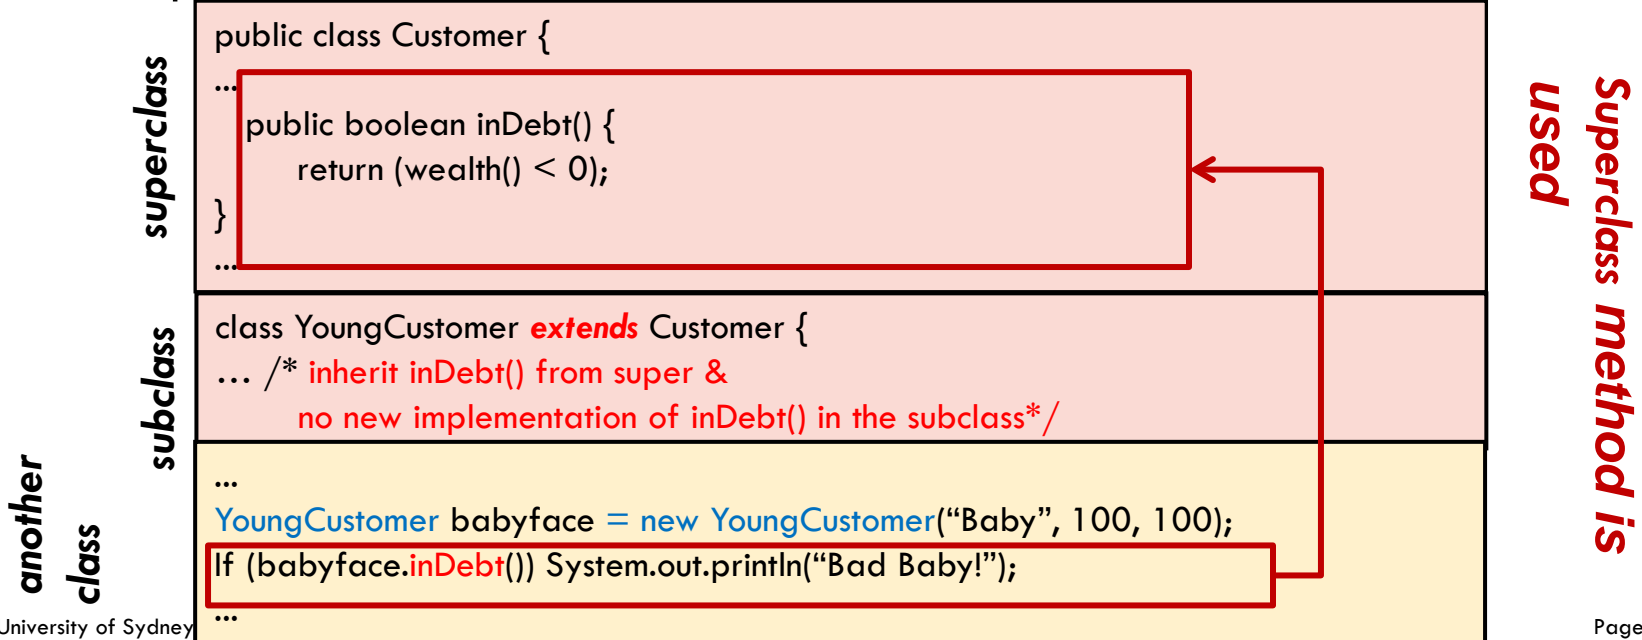 superclass
public class Customer {
...
public boolean inDebt() {
return (wealth() < 0);
}
...
subclass
class YoungCustomer extends Customer {
... /* inherit inDebt() from super &
no new implementation of inDebt() in the subclass*/
another
class
...
YoungCustomer babyface = new YoungCustomer(“Baby”, 100, 100);
If (babyface.inDebt()) System.out.println(“Bad Baby!”);
...
Superclass method is
used
University of Sydney
Page